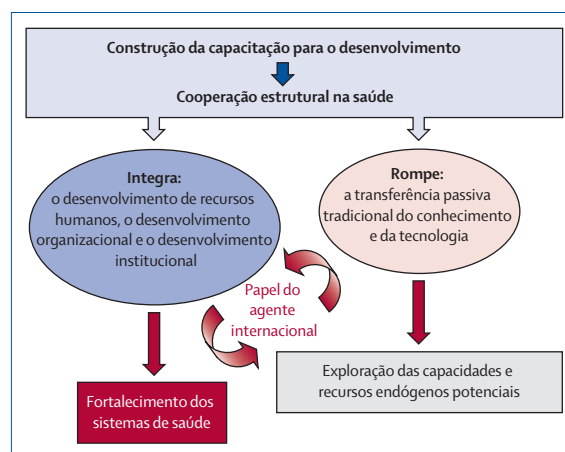 Construção da capacitação para o desenvolvimento
Cooperação estrutural na saúde
Integra:
o desenvolvimento de recursos
humanos, o desenvolvimento
organizacional e o desenvolvimento
institucional
Rompe:
a transferência passiva
tradicional do conhecimento
e da tecnologia
Papel do
agente
internacional
Fortalecimento dos
sistemas de saúde
Exploração das capacidades e
recursos endógenos potenciais